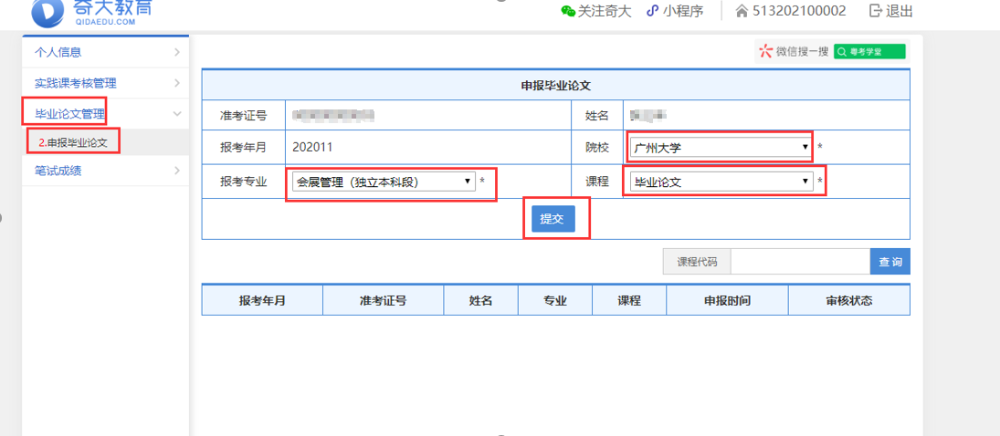 奇大教育
QIDAEDU.COM
关注奇大 小程序 513202100002 退出
个人信息
实践课考核管理
毕业论文管理
2.申报毕业论文
笔试成绩
微信搜一搜 粤考学堂
申报毕业论文
准考证号 姓名
报考年月 202011 院校 广州大学 *
报考专业 会展管理（独立本科段） * 课程 毕业论文 *
提交
课程代码 查询
报考年月 准考证号 姓名 专业 课程 申报时间 审核状态